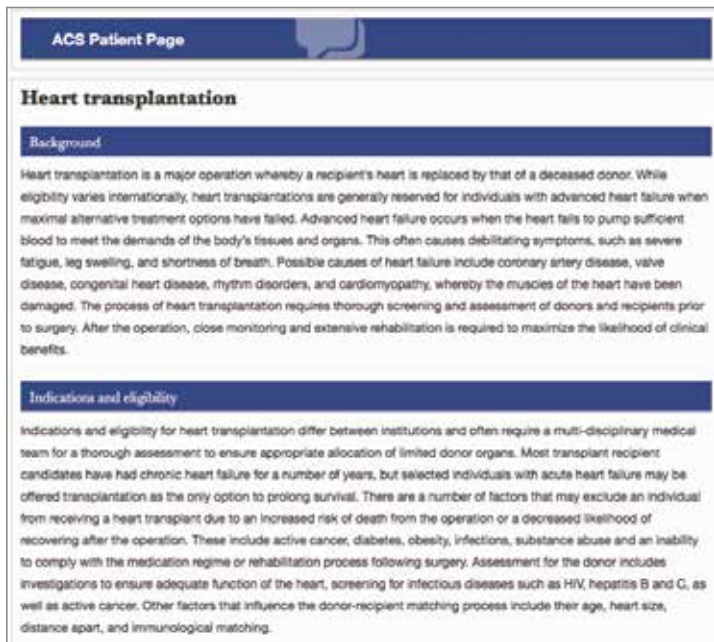 ACS Patient Page
Heart transplantation
Background
Heart transplantation is a major operation whereby a recipient's heart is replaced by that of a deceased donor. While
eligibility varies internationally, heart transplantations are generally reserved for individuals with advanced heart failure when
maximal alternative treatment options have failed. Advanced heart failure occurs when the heart fails to pump sufficient
blood to meet the demands of the body's tissues and organs. This often causes debilitating symptoms, such as severe
fatigue, leg swelling, and shortness of breath. Possible causes of heart failure include coronary artery disease, valve
disease, congenital heart disease, rhythm disorders, and cardiomyopathy, whereby the muscles of the heart have been
damaged. The process of heart transplantation requires thorough screening and assessment of donors and recipients prior
to surgery. After the operation, close monitoring and extensive rehabilitation is required to maximize the likelihood of clinical
benefits.
Indications and eligibility
Indications and eligibility for heart transplantation differ between institutions and often require a multi-disciplinary medical
team for a thorough assessment to ensure appropriate allocation of limited donor organs. Most transplant recipient
candidates have had chronic heart failure for a number of years, but selected individuals with acute heart failure may be
offered transplantation as the only option to prolong survival. There are a number of factors that may exclude an individual
from receiving a heart transplant due to an increased risk of death from the operation or a decreased likelihood of
recovering after the operation. These include active cancer, diabetes, obesity, infections, substance abuse and an inability
to comply with the medication regime or rehabilitation process following surgery. Assessment for the donor includes
investigations to ensure adequate function of the heart, screening for infectious diseases such as HIV, hepatitis B and C, as
well as active cancer. Other factors that influence the donor-recipient matching process include their age, heart size,
distance apart, and immunological matching.